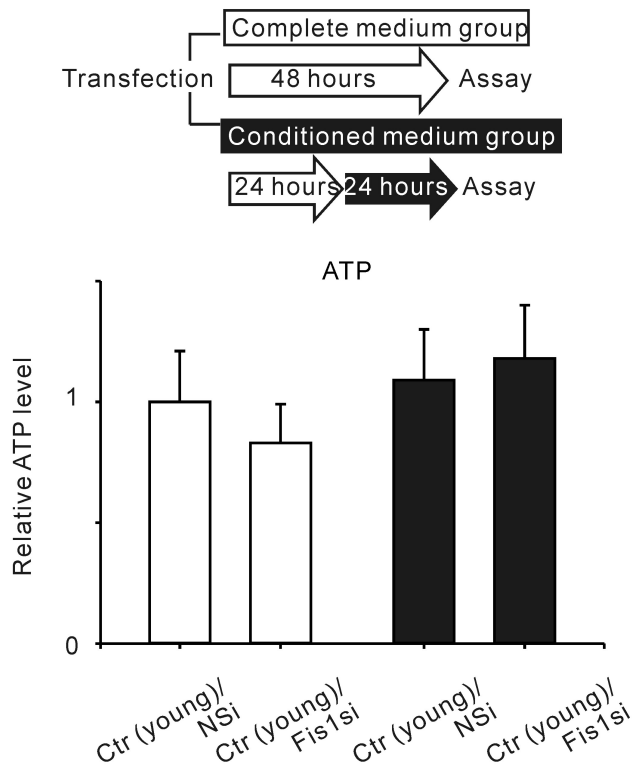 Complete medium group
Transfection
48 hours
Assay
Conditioned medium group
24 hours
24 hours
Assay
ATP
Relative ATP level
1
0
Ctr (young)/
NSi
Ctr (young)/
Fis1si
Ctr (young)/
NSi
Ctr (young)/
Fis1si